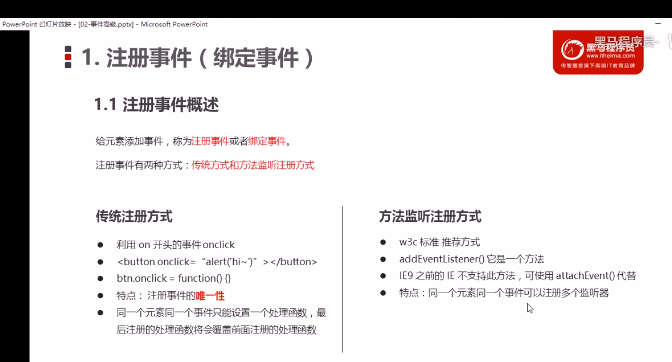 PowerPoint 幻灯片放映 - [02-事件高级.pptx] - Microsoft PowerPoint
黑马程序员-
1. 注册事件（绑定事件）
黑马程序员
www.itheima.com
传智播客旗下高端IT教育品牌
1.1 注册事件概述
给元素添加事件，称为注册事件或者绑定事件。
注册事件有两种方式：传统方式和方法监听注册方式
传统注册方式
● 利用 on 开头的事件 onclick
● <button onclick= “alert('hi~')” ></button>
● btn.onclick = function() {}
● 特点： 注册事件的唯一性
● 同一个元素同一个事件只能设置一个处理函数，最
后注册的处理函数将会覆盖前面注册的处理函数
方法监听注册方式
● w3c 标准 推荐方式
● addEventListener() 它是一个方法
● IE9 之前的 IE 不支持此方法，可使用 attachEvent() 代替
● 特点：同一个元素同一个事件可以注册多个监听器